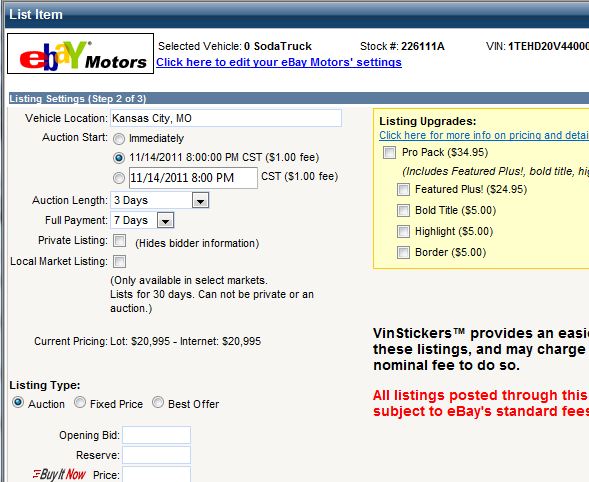 List Item
ebaY Motors
Selected Vehicle: 0 SodaTruck Stock #: 226111A VIN: 1TEHD20V44000
Click here to edit your eBay Motors' settings
Listing Settings (Step 2 of 3)
Vehicle Location: Kansas City, MO
Auction Start: Immediately
11/14/2011 8:00:00 PM CST ($1.00 fee)
11/14/2011 8:00 PM CST ($1.00 fee)
Auction Length: 3 Days
Full Payment: 7 Days
Private Listing: (Hides bidder information)
Local Market Listing:
(Only available in select markets.
Lists for 30 days. Can not be private or an
auction.)
Current Pricing: Lot: $20,995 - Internet: $20,995
Listing Type:
Auction Fixed Price Best Offer
Opening Bid:
Reserve:
Buy It Now Price:
Listing Upgrades:
Click here for more info on pricing and detai
Pro Pack ($34.95)
(Includes Featured Plus!, bold title, hi
Featured Plus! ($24.95)
Bold Title ($5.00)
Highlight ($5.00)
Border ($5.00)
VinStickers™ provides an easi
these listings, and may charge
nominal fee to do so.
All listings posted through this
subject to eBay's standard fees